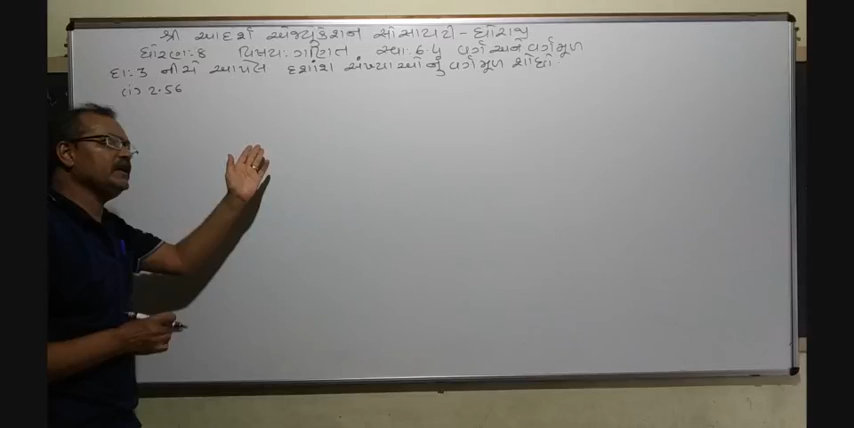 શ્રી આદર્શ એજ્યુકેશન સોસાયટી - ધોરાજી
ધોરણ: 8 વિષય: ગણિત સ્વા: 6.4 વર્ગ અને વર્ગમૂળ
દા: 3 નીચે આપેલ દશાંશ સંખ્યાઓનું વર્ગમૂળ શોધો.
(i) 2.56